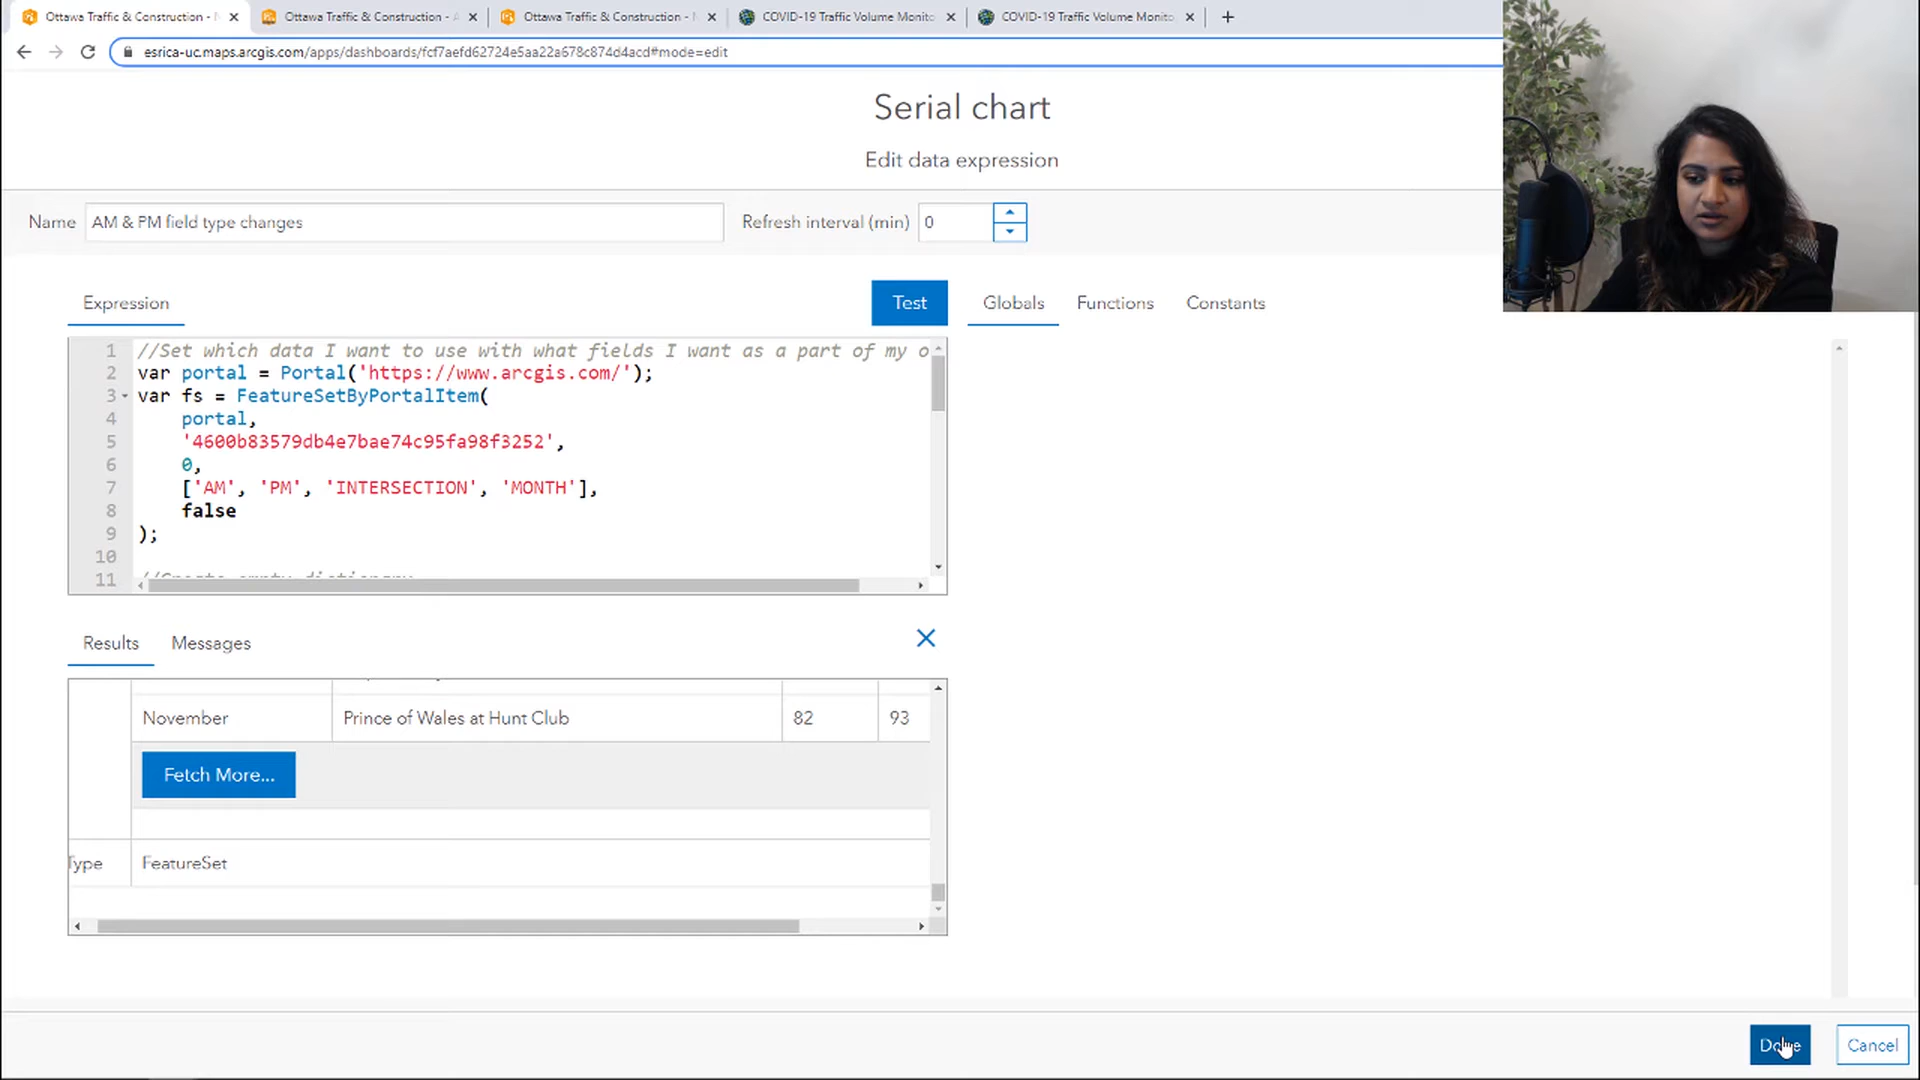 Ottawa Traffic & Construction -
Ottawa Traffic & Construction -
Ottawa Traffic & Construction -
COVID-19 Traffic Volume Monito
COVID-19 Traffic Volume Monito
esrica-uc.maps.arcgis.com/apps/dashboards/fcf7aefd62724e5aa22a678c874d4acd#mode=edit
Serial chart
Edit data expression
Name
AM & PM field type changes
Refresh interval (min)
0
Expression
Test
Globals
Functions
Constants
1 //Set which data I want to use with what fields I want as a part of my o
2 var portal = Portal('https://www.arcgis.com/');
3 var fs = FeatureSetByPortalItem(
4 portal,
5 '4600b83579db4e7bae74c95fa98f3252',
6 0,
7 ['AM', 'PM', 'INTERSECTION', 'MONTH'],
8 false
9 );
10
11 //Create empty dictionary
Results
Messages
November
Prince of Wales at Hunt Club
82
93
Fetch More...
Type
FeatureSet
Done
Cancel